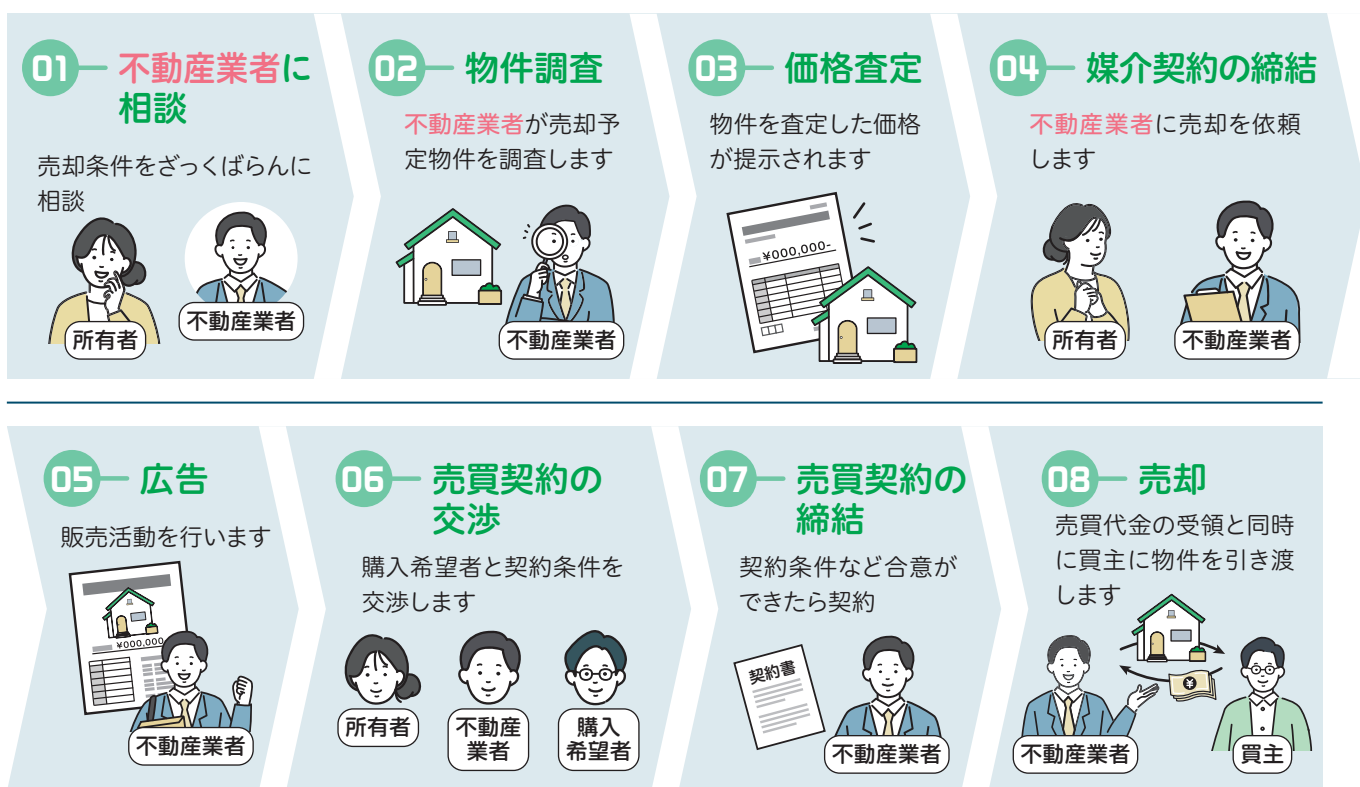 01 不動産業者に
相談
売却条件をざっくばらんに
相談
所有者
不動産業者
02 物件調査
不動産業者が売却予
定物件を調査します
不動産業者
03 価格査定
物件を査定した価格
が提示されます
¥000,000-
04 媒介契約の締結
不動産業者に売却を依頼
します
所有者
不動産業者
05 広告
販売活動を行います
¥000,000
不動産業者
06 売買契約の
交渉
購入希望者と契約条件を
交渉します
所有者
不動産
業者
購入
希望者
07 売買契約の
締結
契約条件など合意が
できたら契約
契約書
不動産業者
08 売却
売買代金の受領と同時
に買主に物件を引き渡
します
¥
不動産業者
買主